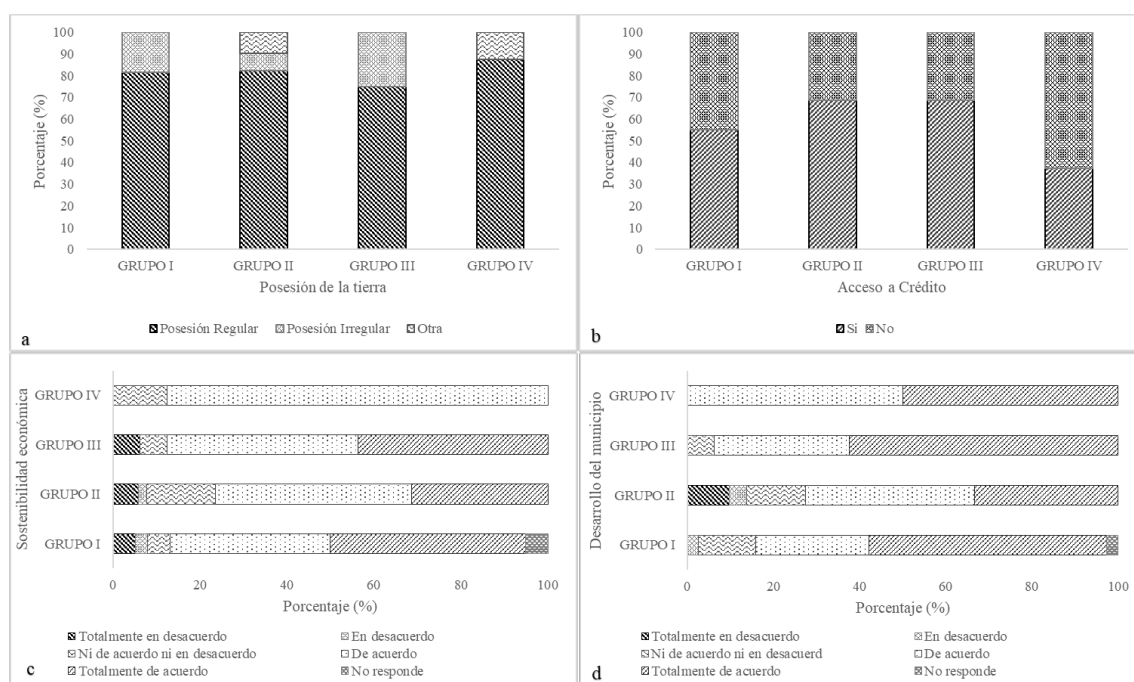 100
90
80
70
60
50
40
30
20
10
0
Porcentaje (%)
GRUPO I GRUPO II GRUPO III GRUPO IV
Posesión de la tierra
Posesión Regular Posesión Irregular Otra
a
100
90
80
70
60
50
40
30
20
10
0
Porcentaje (%)
GRUPO I GRUPO II GRUPO III GRUPO IV
Acceso a Crédito
Si No
b
Sostenibilidad económica
GRUPO IV
GRUPO III
GRUPO II
GRUPO I
0 20 40 60 80 100
Porcentaje (%)
Totalmente en desacuerdo En desacuerdo
Ni de acuerdo ni en desacuerdo De acuerdo
Totalmente de acuerdo No responde
c
Desarrollo del municipio
GRUPO IV
GRUPO III
GRUPO II
GRUPO I
0 20 40 60 80 100
Porcentaje (%)
Totalmente en desacuerdo En desacuerdo
Ni de acuerdo ni en desacuerd De acuerdo
Totalmente de acuerdo No responde
d